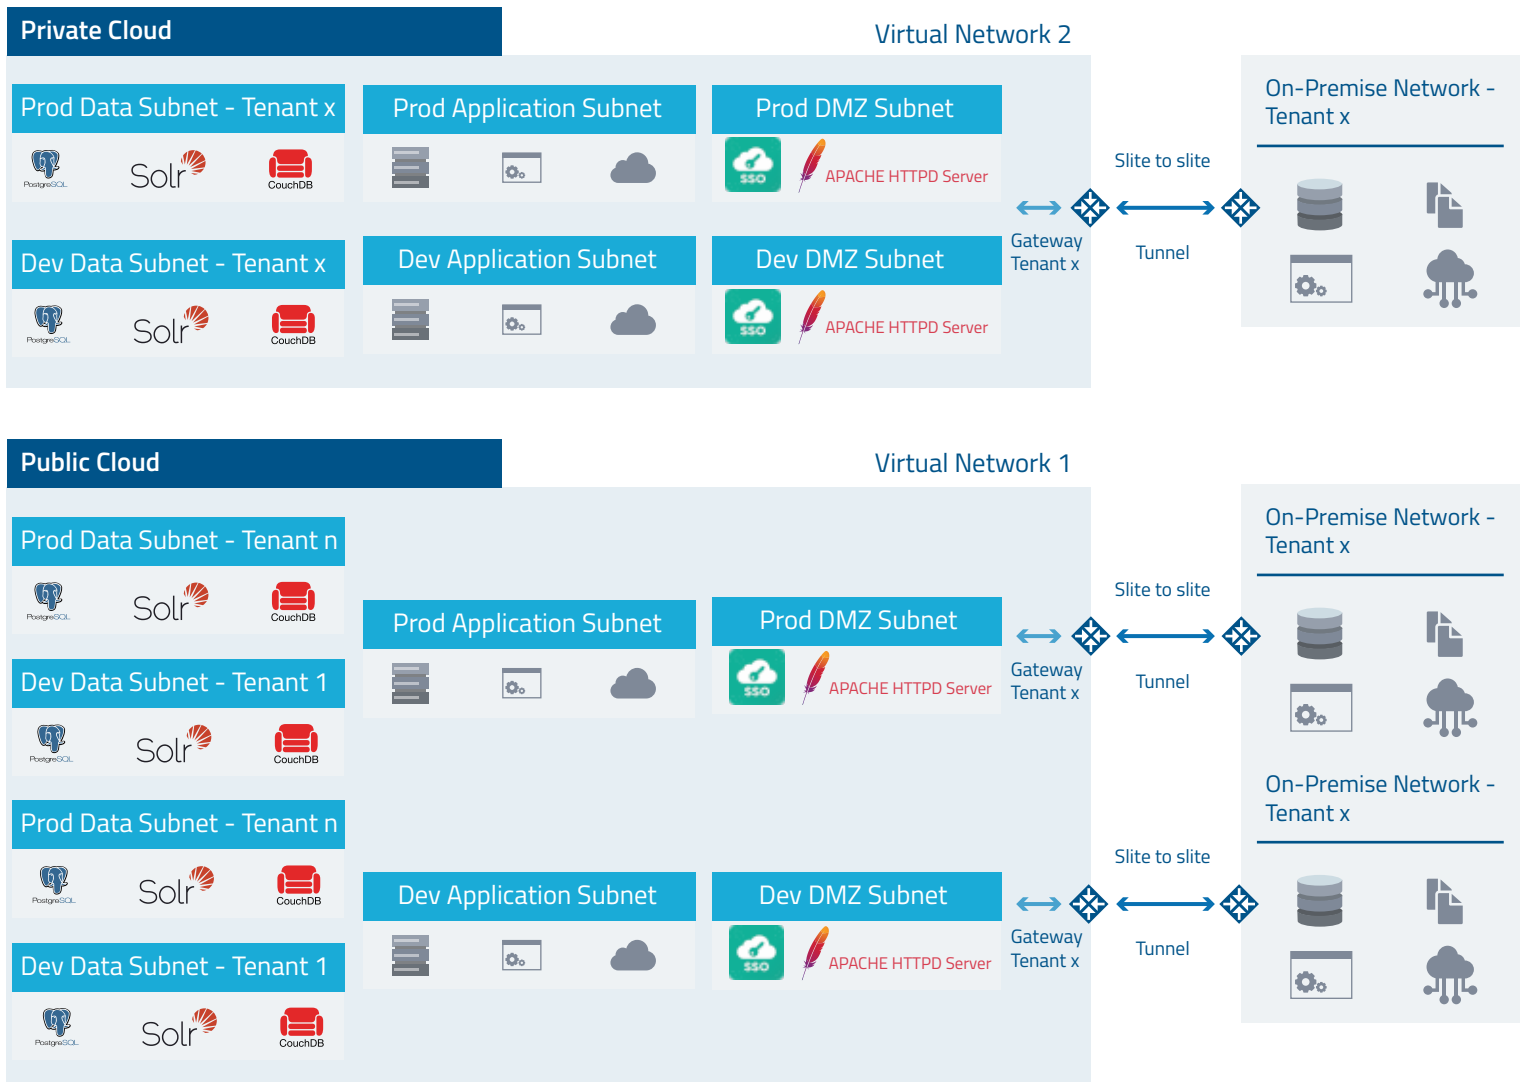 Private Cloud
Virtual Network 2
Prod Data Subnet - Tenant x
PostgreSQL
Solr
CouchDB
Prod Application Subnet
Prod DMZ Subnet
SSO
APACHE HTTPD Server
Dev Data Subnet - Tenant x
PostgreSQL
Solr
CouchDB
Dev Application Subnet
Dev DMZ Subnet
SSO
APACHE HTTPD Server
Gateway
Tenant x
Slite to slite
Tunnel
On-Premise Network -
Tenant x
Public Cloud
Virtual Network 1
Prod Data Subnet - Tenant n
PostgreSQL
Solr
CouchDB
Dev Data Subnet - Tenant 1
PostgreSQL
Solr
CouchDB
Prod Application Subnet
Prod DMZ Subnet
SSO
APACHE HTTPD Server
Gateway
Tenant x
Slite to slite
Tunnel
On-Premise Network -
Tenant x
Prod Data Subnet - Tenant n
PostgreSQL
Solr
CouchDB
Dev Data Subnet - Tenant 1
PostgreSQL
Solr
CouchDB
Dev Application Subnet
Dev DMZ Subnet
SSO
APACHE HTTPD Server
Gateway
Tenant x
Slite to slite
Tunnel
On-Premise Network -
Tenant x